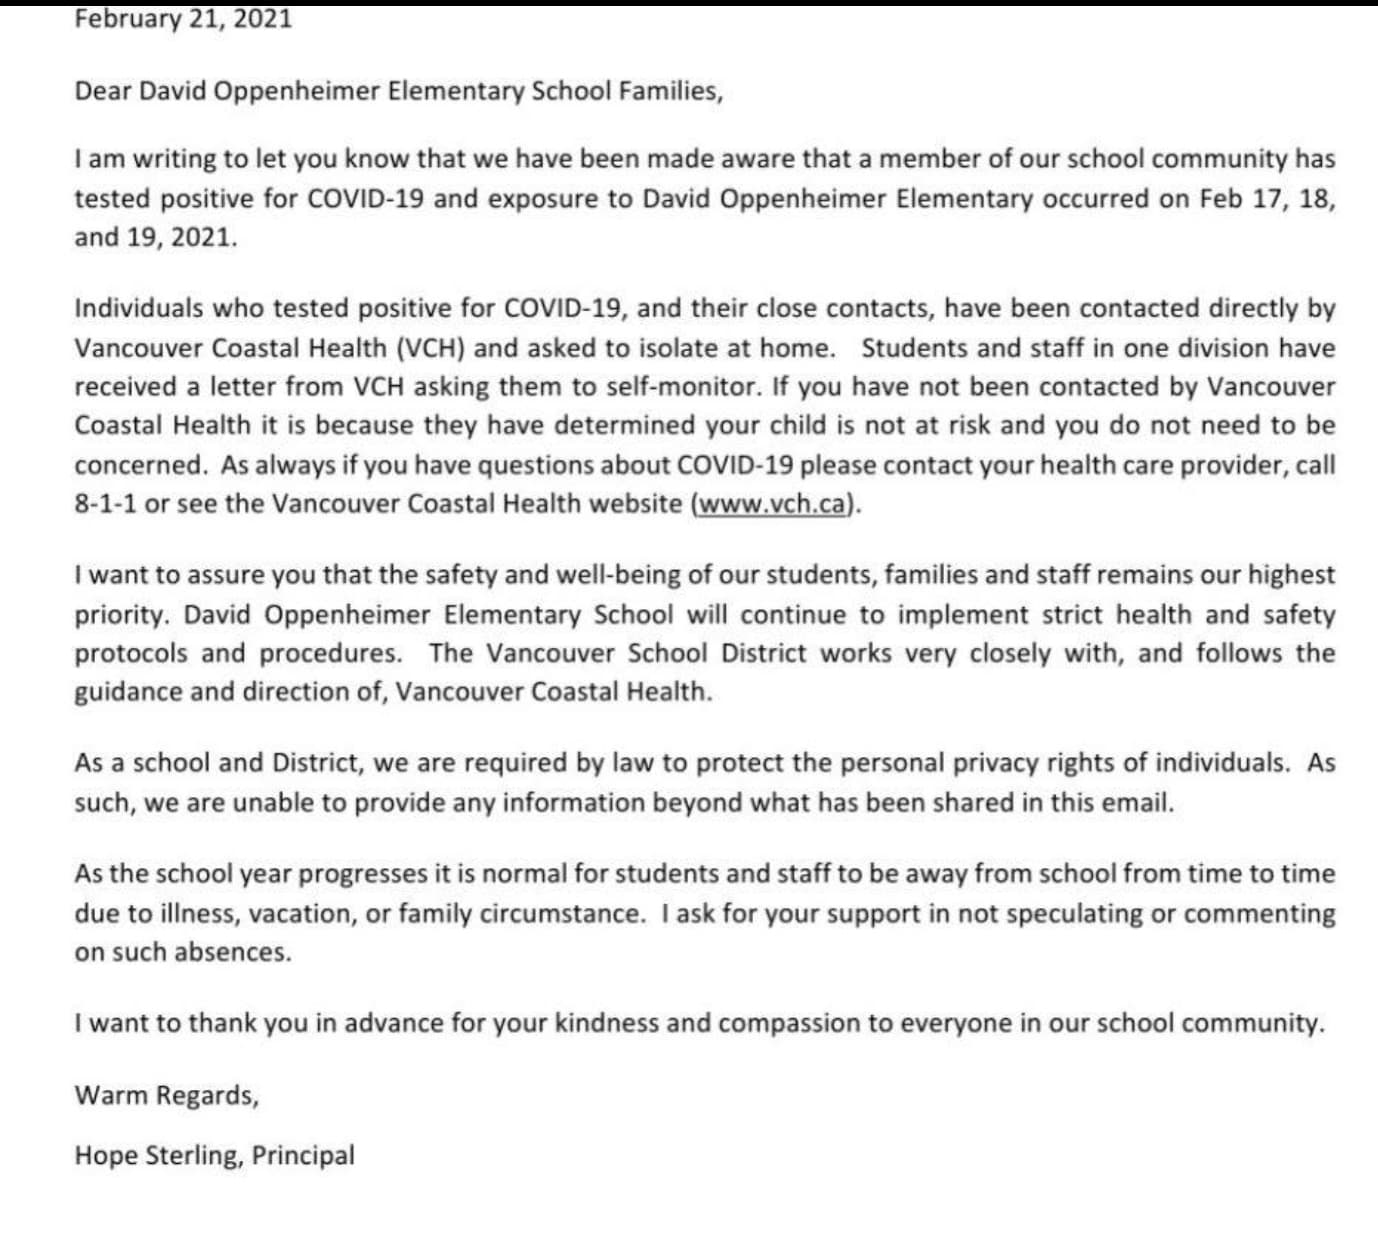 February 21, 2021
Dear David Oppenheimer Elementary School Families,
I am writing to let you know that we have been made aware that a member of our school community has
tested positive for COVID-19 and exposure to David Oppenheimer Elementary occurred on Feb 17, 18,
and 19, 2021.
Individuals who tested positive for COVID-19, and their close contacts, have been contacted directly by
Vancouver Coastal Health (VCH) and asked to isolate at home.   Students and staff in one division have
received a letter from VCH asking them to self-monitor. If you have not been contacted by Vancouver
Coastal Health it is because they have determined your child is not at risk and you do not need to be
concerned.  As always if you have questions about COVID-19 please contact your health care provider, call
8-1-1 or see the Vancouver Coastal Health website (www.vch.ca).
I want to assure you that the safety and well-being of our students, families and staff remains our highest
priority. David Oppenheimer Elementary School will continue to implement strict health and safety
protocols and procedures.  The Vancouver School District works very closely with, and follows the
guidance and direction of, Vancouver Coastal Health.
As a school and District, we are required by law to protect the personal privacy rights of individuals.  As
such, we are unable to provide any information beyond what has been shared in this email.
As the school year progresses it is normal for students and staff to be away from school from time to time
due to illness, vacation, or family circumstance.  I ask for your support in not speculating or commenting
on such absences.
I want to thank you in advance for your kindness and compassion to everyone in our school community.
Warm Regards,
Hope Sterling, Principal